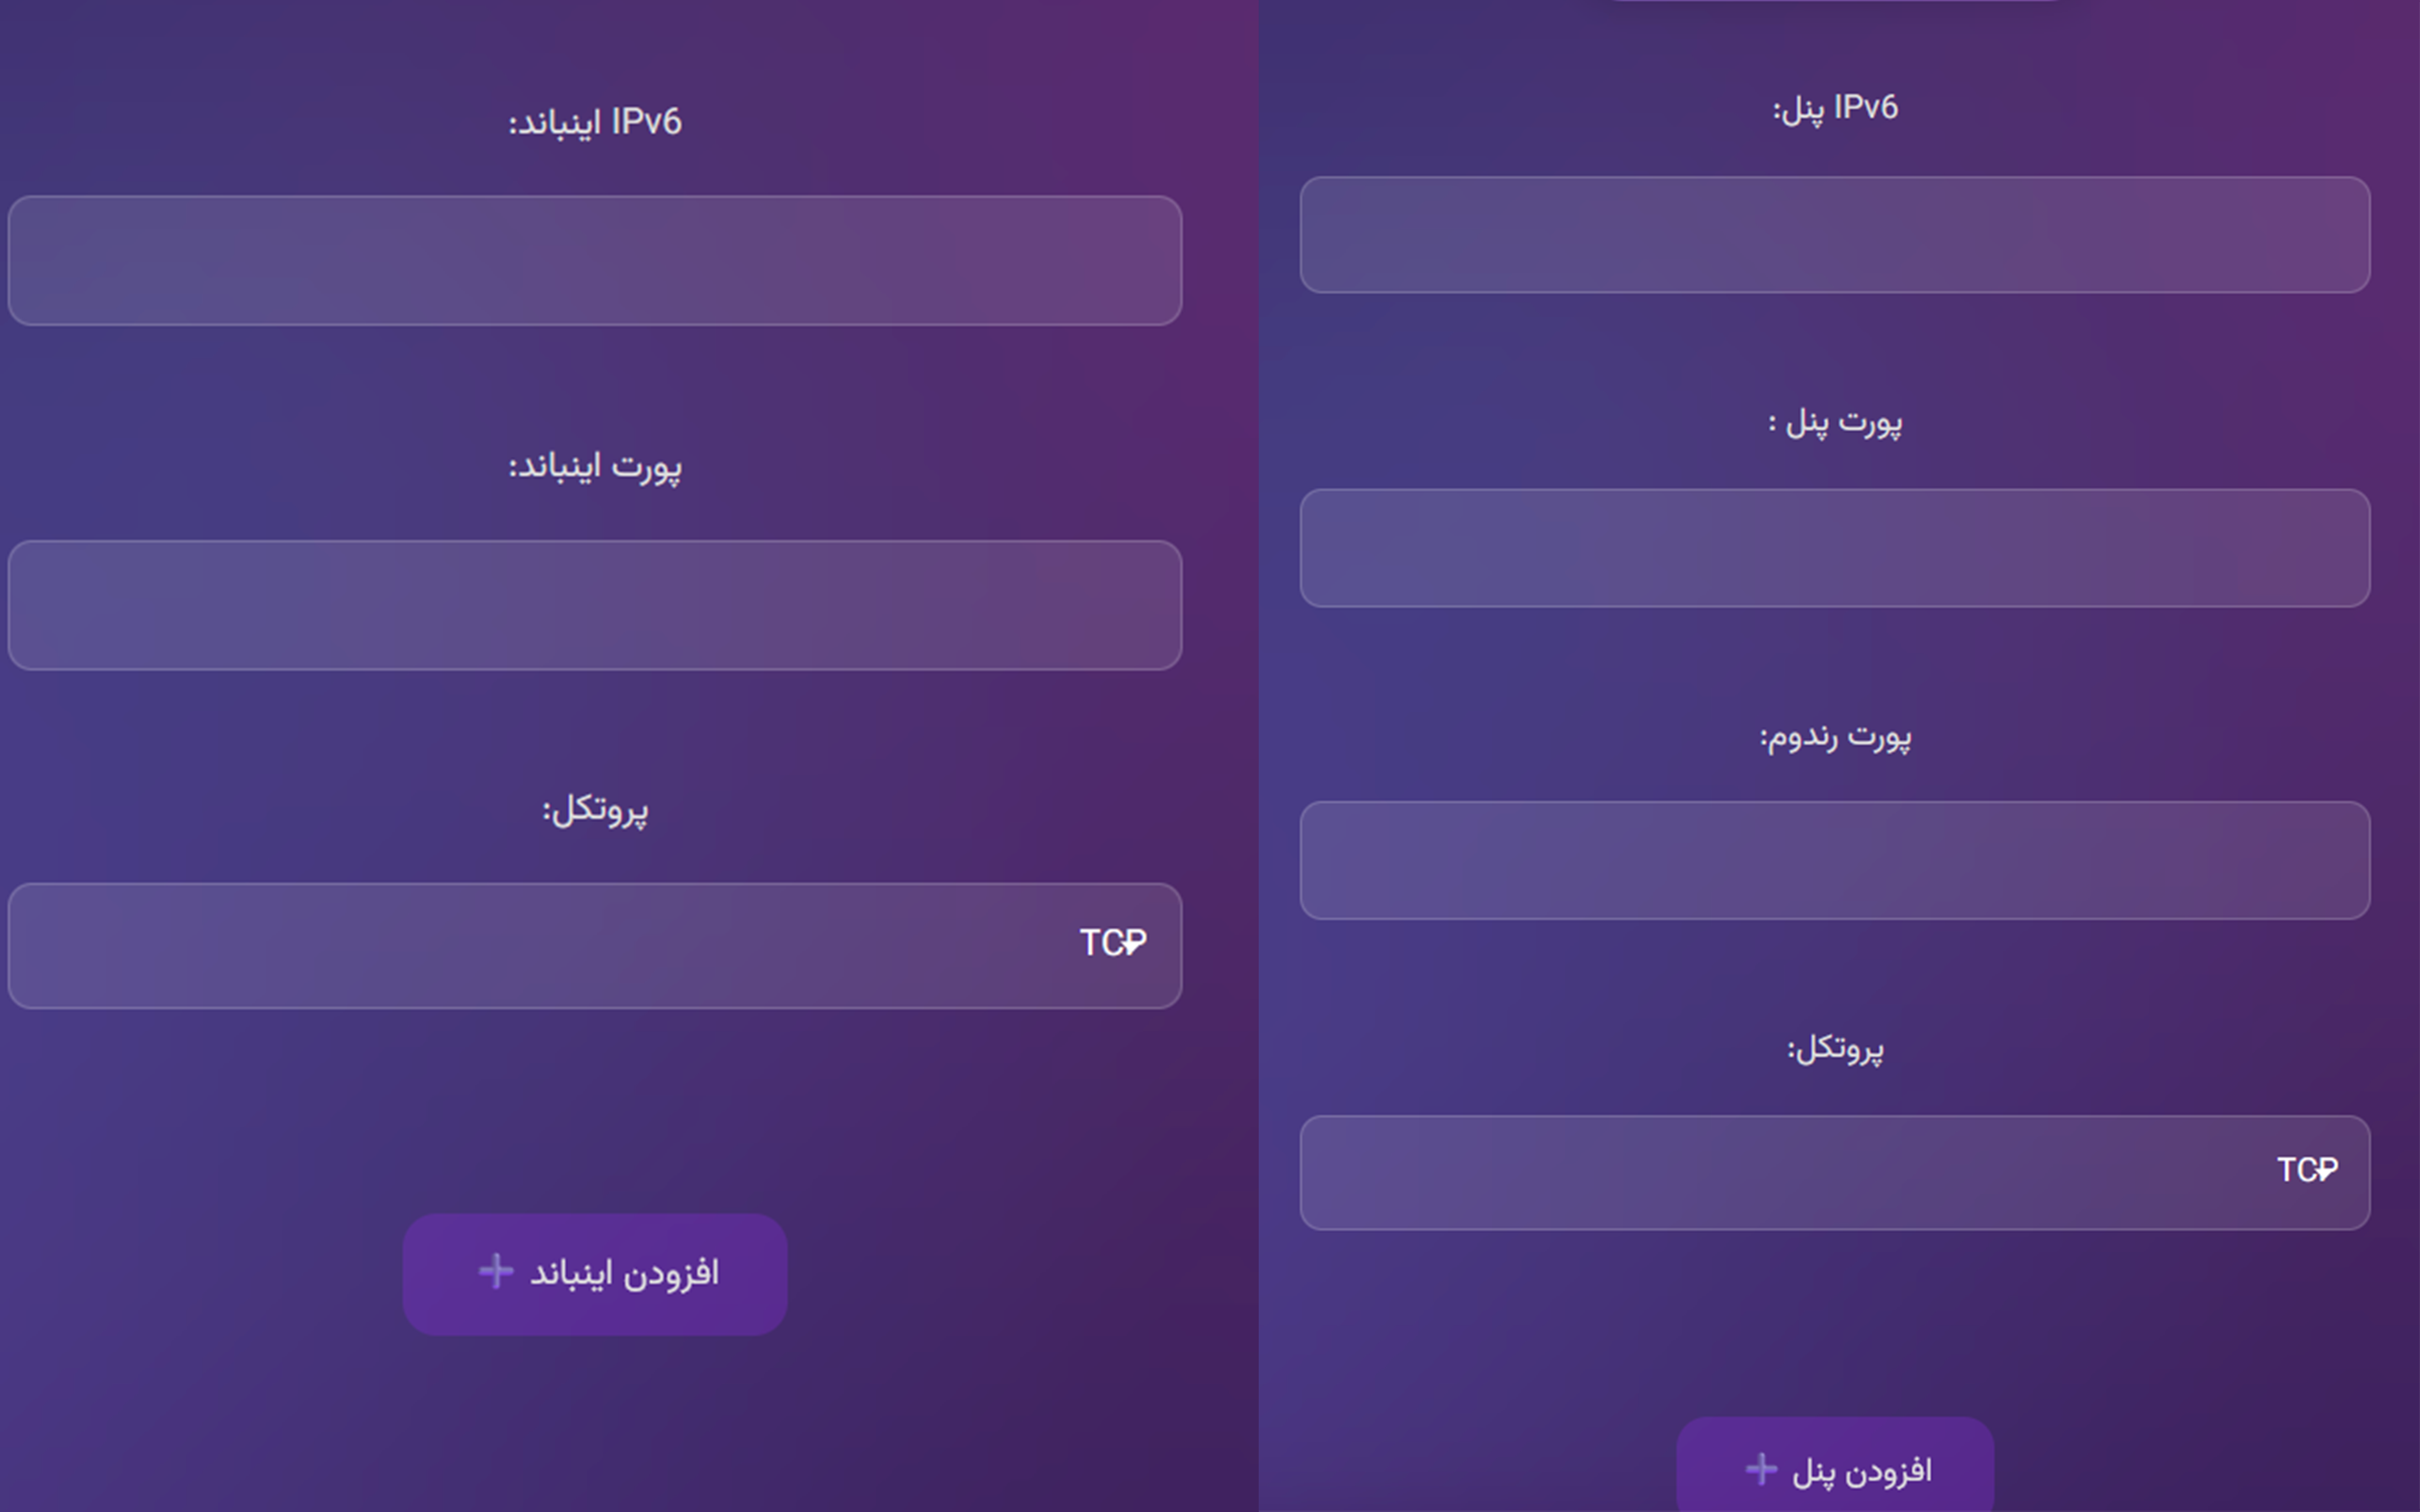 IPv6 پنل:
پورت پنل :
پورت رندوم:
پروتکل:
TCP
افزودن پنل +
IPv6 اینباند:
پورت اینباند:
پروتکل:
TCP
افزودن اینباند +